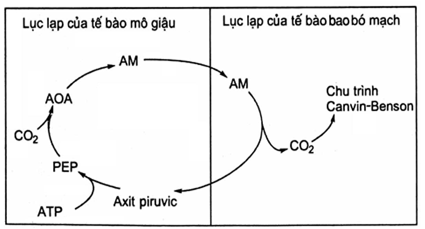 Lục lạp của tế bào mô giậu
Lục lạp của tế bào bao bó mạch
AM
AM
AOA
Chu trình
Canvin-Benson
CO2
CO2
PEP
Axit piruvic
ATP